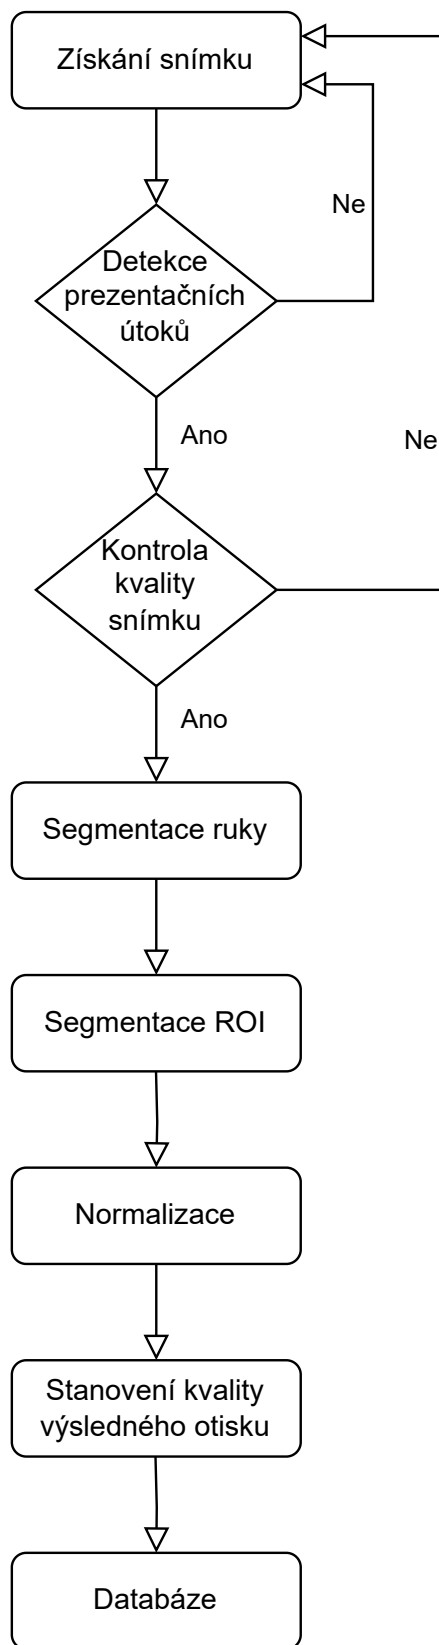 Získání snímku
Ne
Detekce
prezentačních
útoků
Ano
Ne
Kontrola
kvality
snímku
Ano
Segmentace ruky
Segmentace ROI
Normalizace
Stanovení kvality
výsledného otisku
Databáze